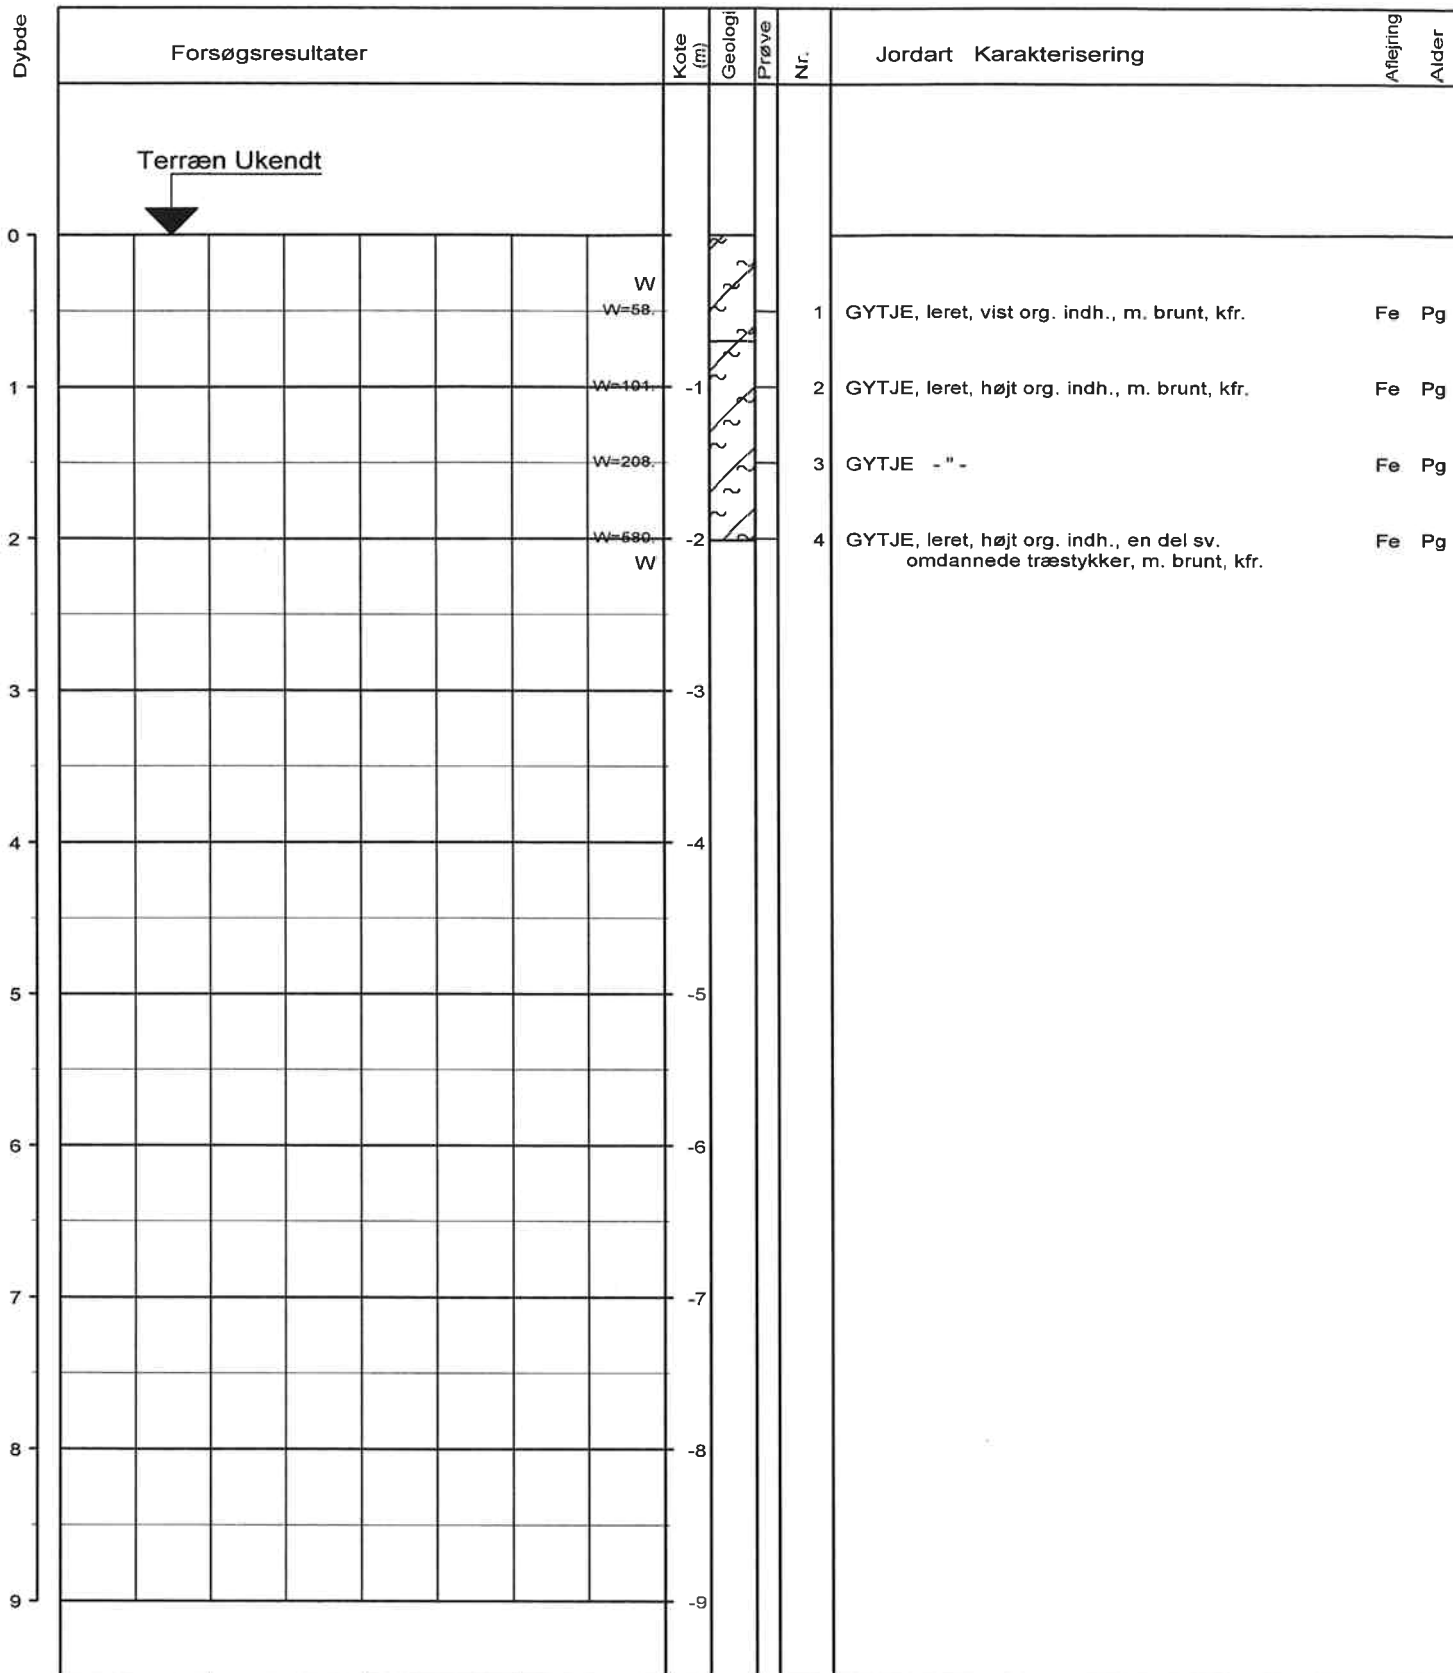 Dybde Forsøgsresultater Kote (m) Geologi Prøve Nr. Jordart Karakterisering Aflejring Alder
Terræn Ukendt
0
W
W=58. 1 GYTJE, leret, vist org. indh., m. brunt, kfr. Fe Pg
1 W=101. -1 2 GYTJE, leret, højt org. indh., m. brunt, kfr. Fe Pg
W=208. 3 GYTJE -"- Fe Pg
2 W=580. -2 4 GYTJE, leret, højt org. indh., en del sv. Fe Pg
W omdannede træstykker, m. brunt, kfr.
3 -3
4 -4
5 -5
6 -6
7 -7
8 -8
9 -9